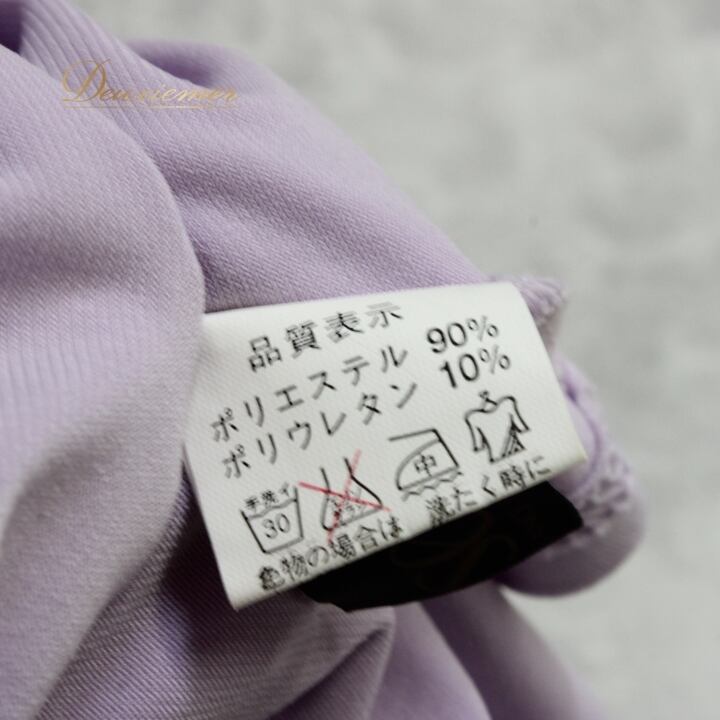 Deuxiemer
品質表示
ポリエステル 90%
ポリウレタン 10%
手洗イ
30
中
色物の場合は 洗たく時に